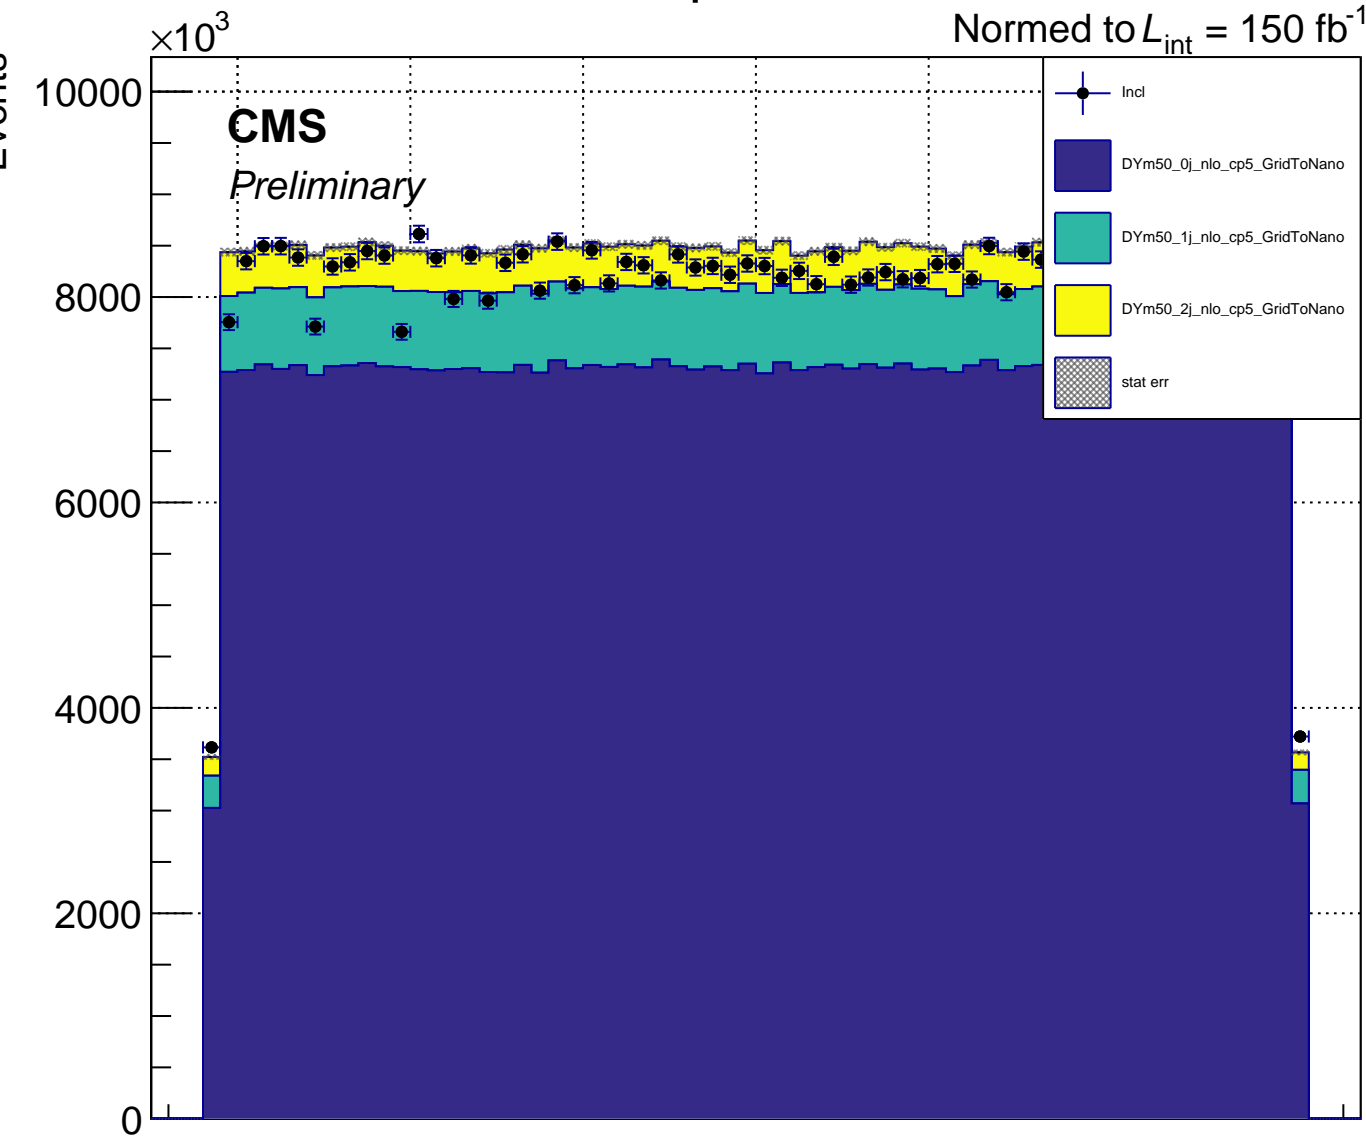 ×10³
Normed to L_int = 150 fb⁻¹
Events
10000
8000
6000
4000
2000
0
CMS
Preliminary
Incl
DYm50_0j_nlo_cp5_GridToNano
DYm50_1j_nlo_cp5_GridToNano
DYm50_2j_nlo_cp5_GridToNano
stat err